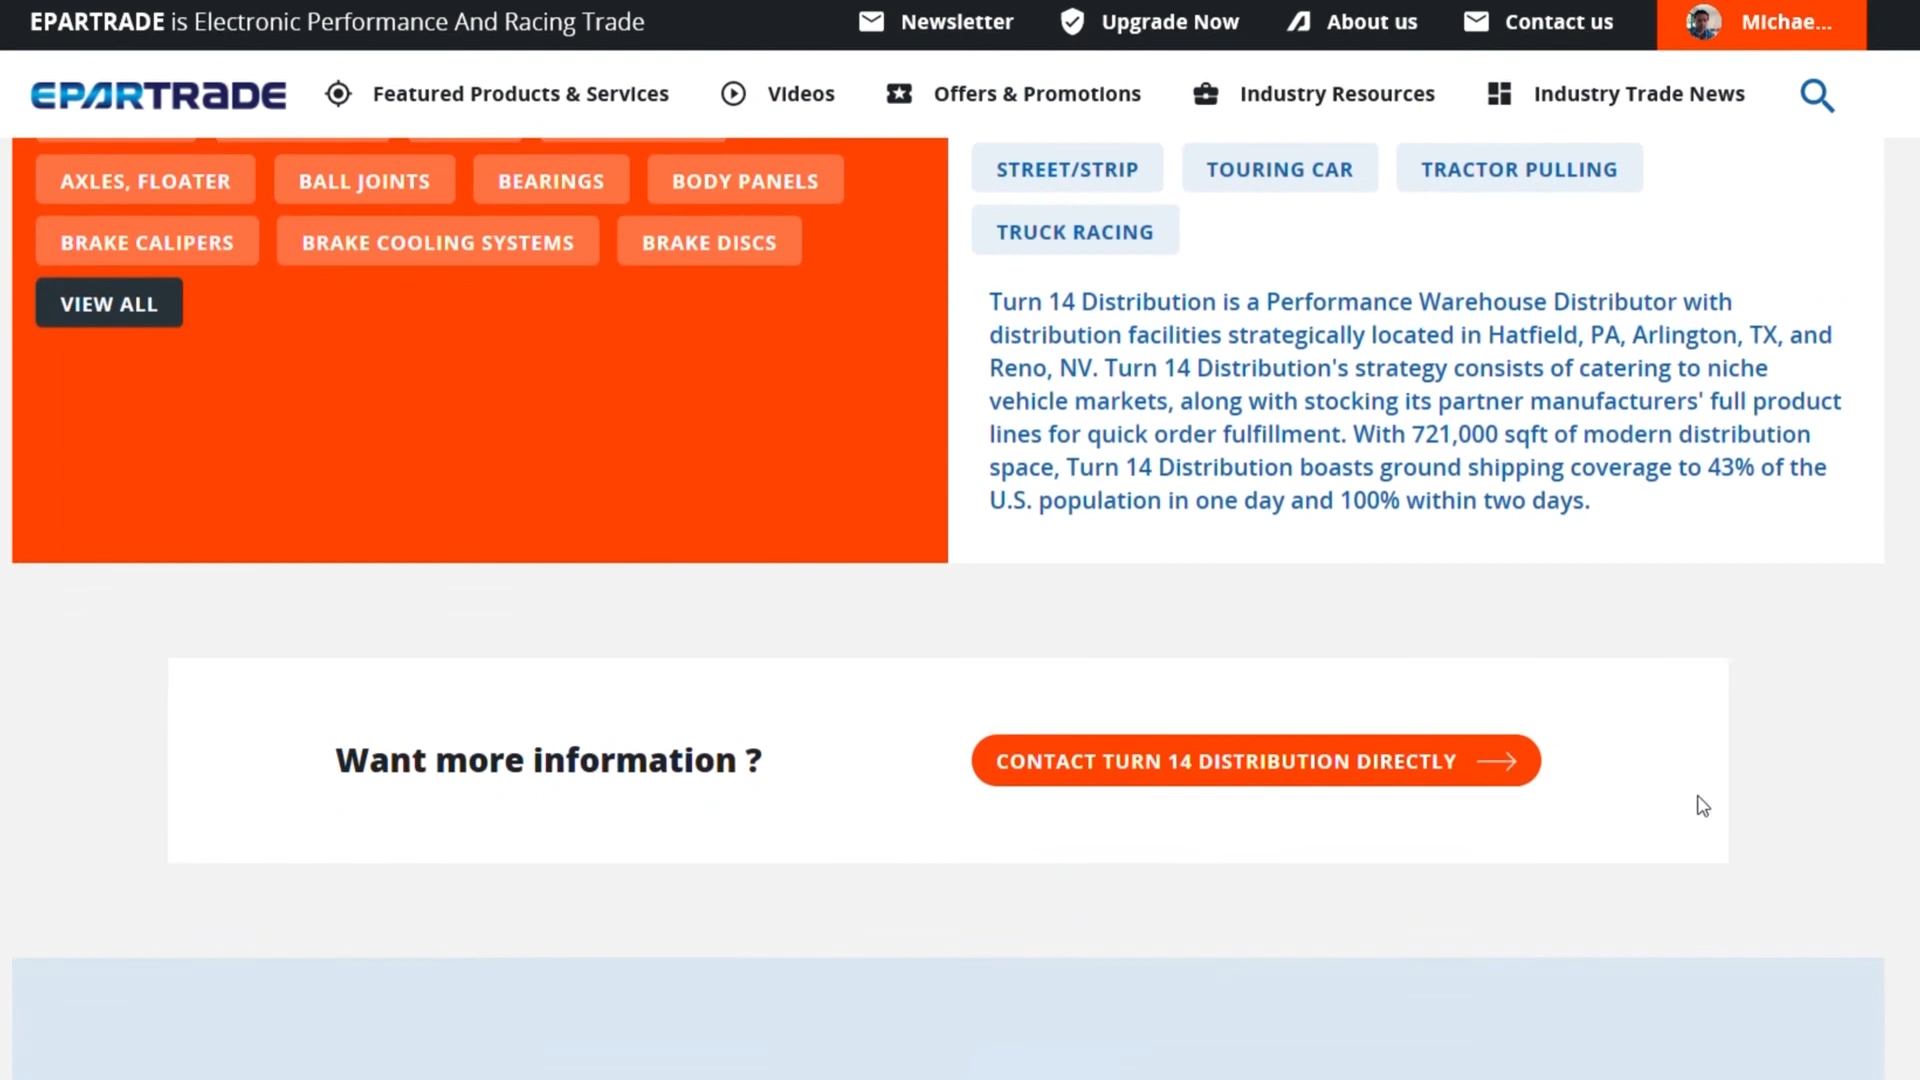 EPARTRADE is Electronic Performance And Racing Trade
Newsletter
Upgrade Now
About us
Contact us
MIchae...
EPARTRADE
Featured Products & Services
Videos
Offers & Promotions
Industry Resources
Industry Trade News
AXLES, FLOATER
BALL JOINTS
BEARINGS
BODY PANELS
BRAKE CALIPERS
BRAKE COOLING SYSTEMS
BRAKE DISCS
VIEW ALL
STREET/STRIP
TOURING CAR
TRACTOR PULLING
TRUCK RACING
Turn 14 Distribution is a Performance Warehouse Distributor with
distribution facilities strategically located in Hatfield, PA, Arlington, TX, and
Reno, NV. Turn 14 Distribution's strategy consists of catering to niche
vehicle markets, along with stocking its partner manufacturers' full product
lines for quick order fulfillment. With 721,000 sqft of modern distribution
space, Turn 14 Distribution boasts ground shipping coverage to 43% of the
U.S. population in one day and 100% within two days.
Want more information ?
CONTACT TURN 14 DISTRIBUTION DIRECTLY